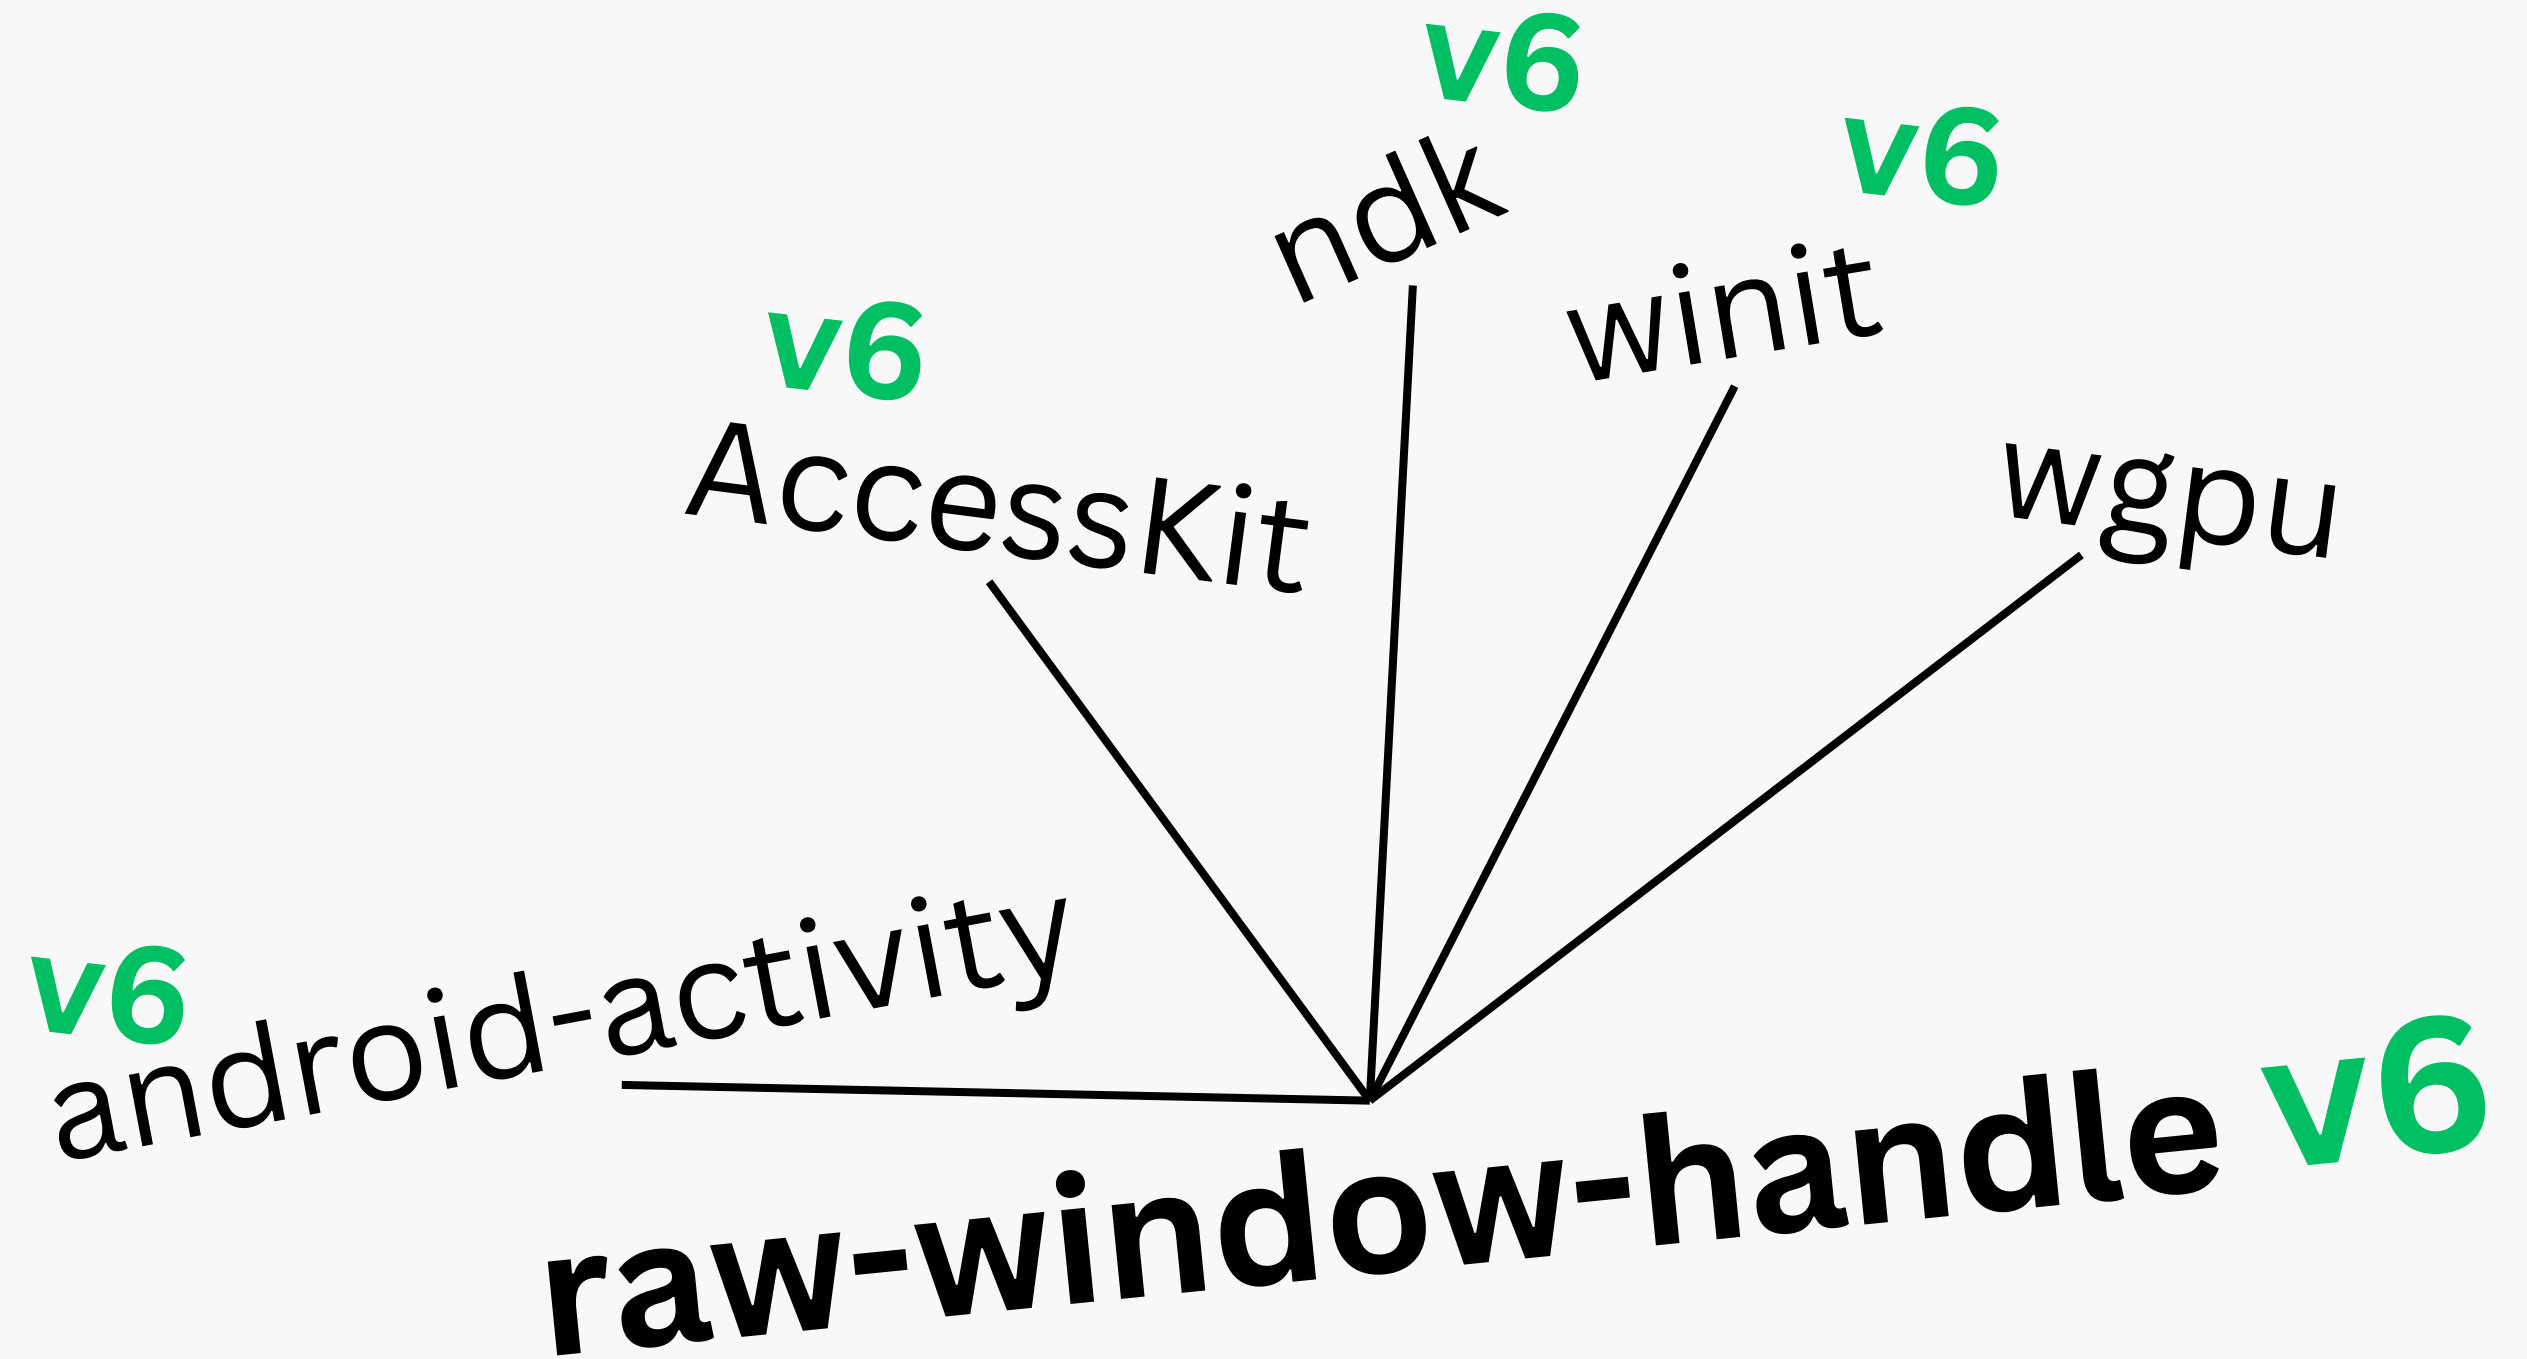 v6
ndk
v6
winit
v6
AccessKit
wgpu
v6
android-activity
raw-window-handle v6